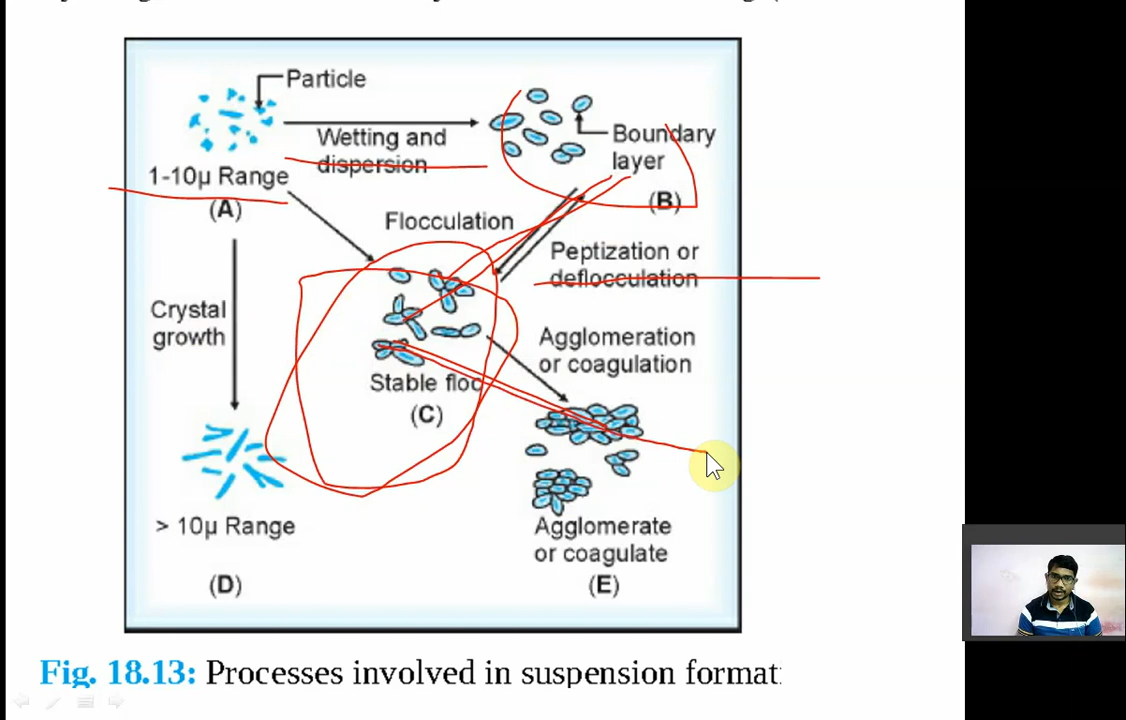 Particle
Wetting and
dispersion
1-10μ Range
(A)
Boundary
layer
(B)
Flocculation
Peptization or
deflocculation
Crystal
growth
Agglomeration
or coagulation
Stable floc
(C)
> 10μ Range
(D)
Agglomerate
or coagulate
(E)
Fig. 18.13: Processes involved in suspension format